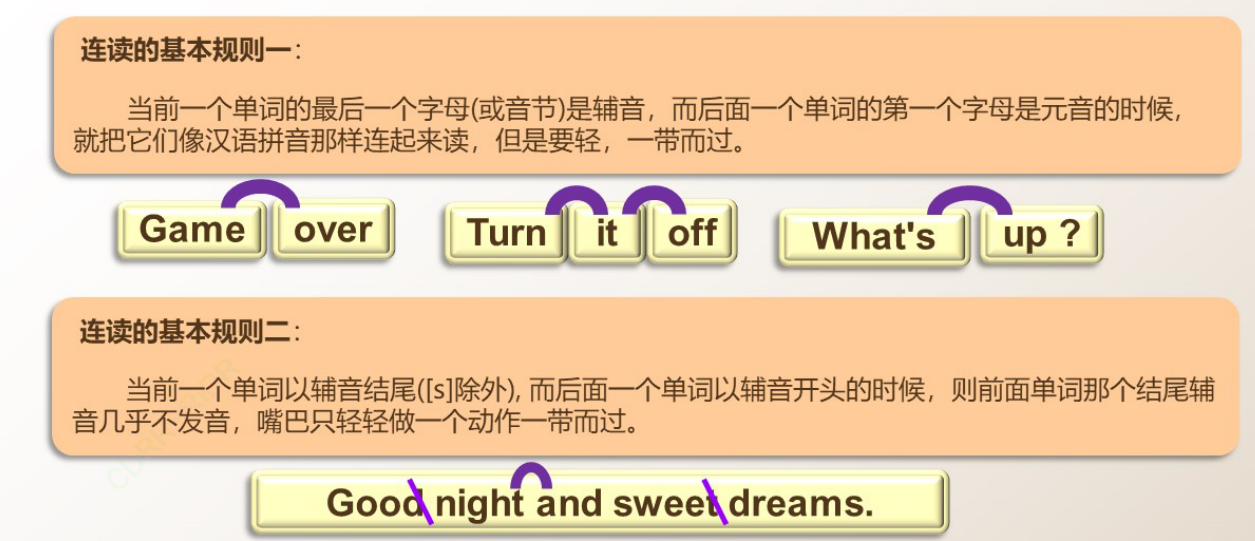 连读的基本规则一：
当前一个单词的最后一个字母(或音节)是辅音，而后面一个单词的第一个字母是元音的时候，
就把它们像汉语拼音那样连起来读，但是要轻，一带而过。
Game over Turn it off What's up ?
连读的基本规则二：
当前一个单词以辅音结尾([s]除外), 而后面一个单词以辅音开头的时候，则前面单词那个结尾辅
音几乎不发音，嘴巴只轻轻做一个动作一带而过。
Good night and sweet dreams.